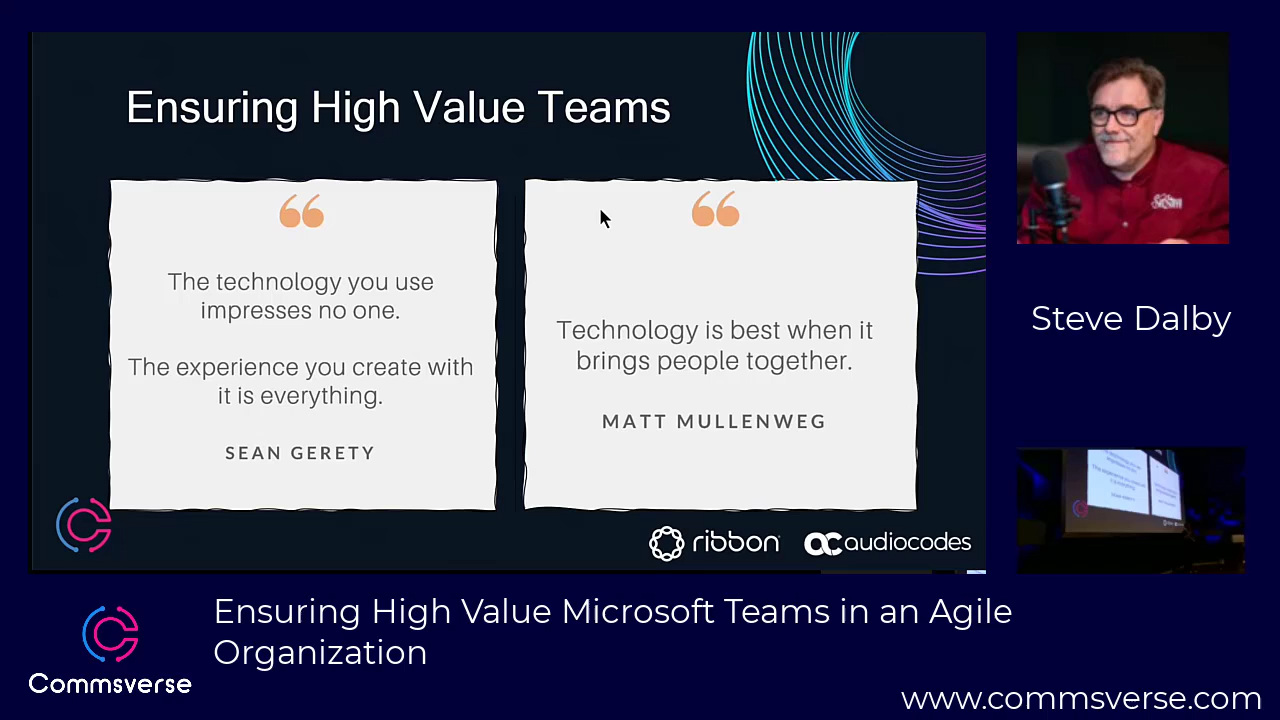 Ensuring High Value Teams
“
The technology you use
impresses no one.
The experience you create with
it is everything.
SEAN GERETY
“
Technology is best when it
brings people together.
MATT MULLENWEG
ribbon
audiocodes
Steve Dalby
Ensuring High Value Microsoft Teams in an Agile
Organization
Commsverse
www.commsverse.com